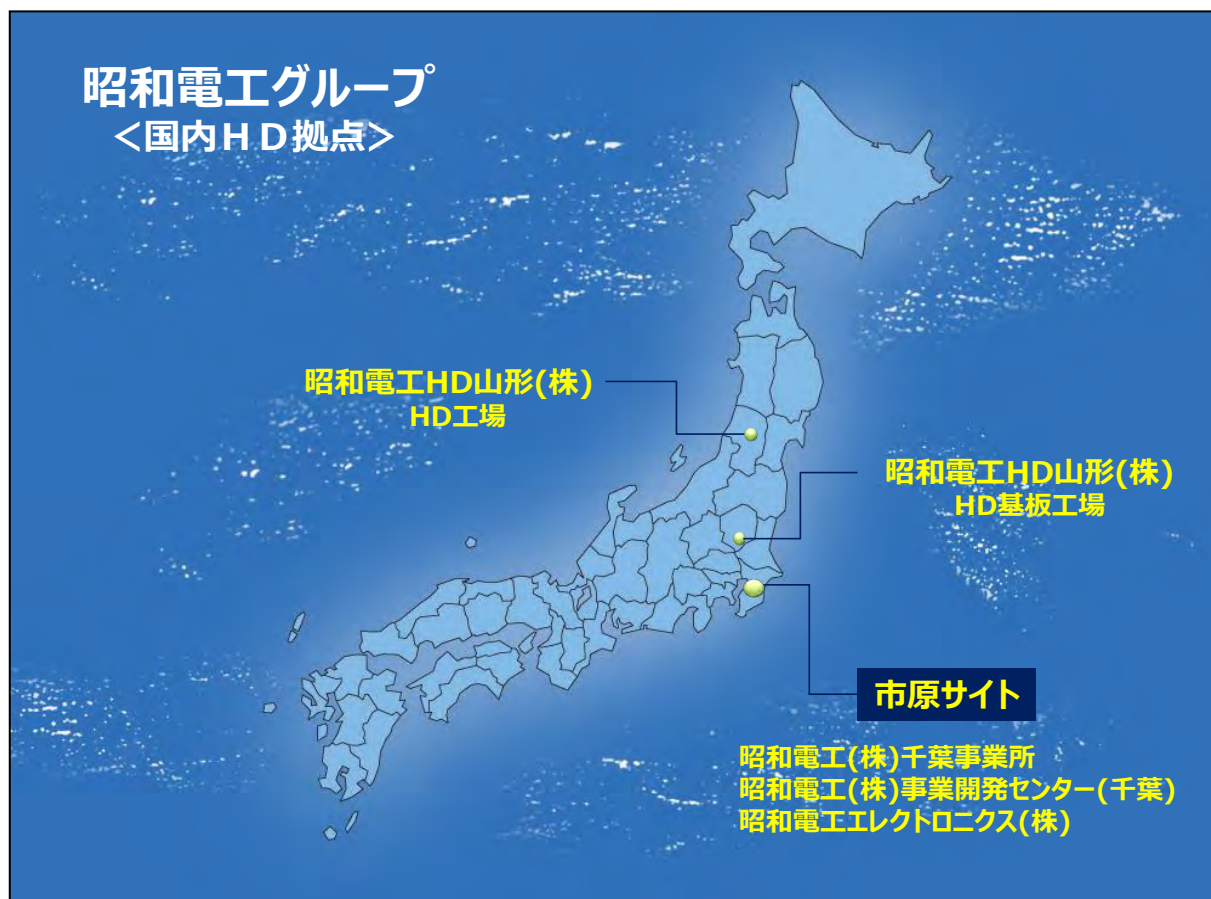 昭和電工グループ
＜国内ＨＤ拠点＞
昭和電工HD山形(株)
HD工場
昭和電工HD山形(株)
HD基板工場
市原サイト
昭和電工(株)千葉事業所
昭和電工(株)事業開発センター(千葉)
昭和電工エレクトロニクス(株)